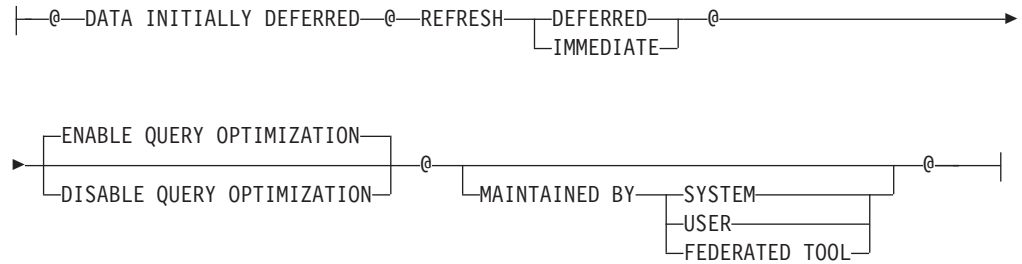 @ DATA INITIALLY DEFERRED @ REFRESH DEFERRED @
IMMEDIATE
ENABLE QUERY OPTIMIZATION
@ @
DISABLE QUERY OPTIMIZATION MAINTAINED BY SYSTEM
USER
FEDERATED TOOL